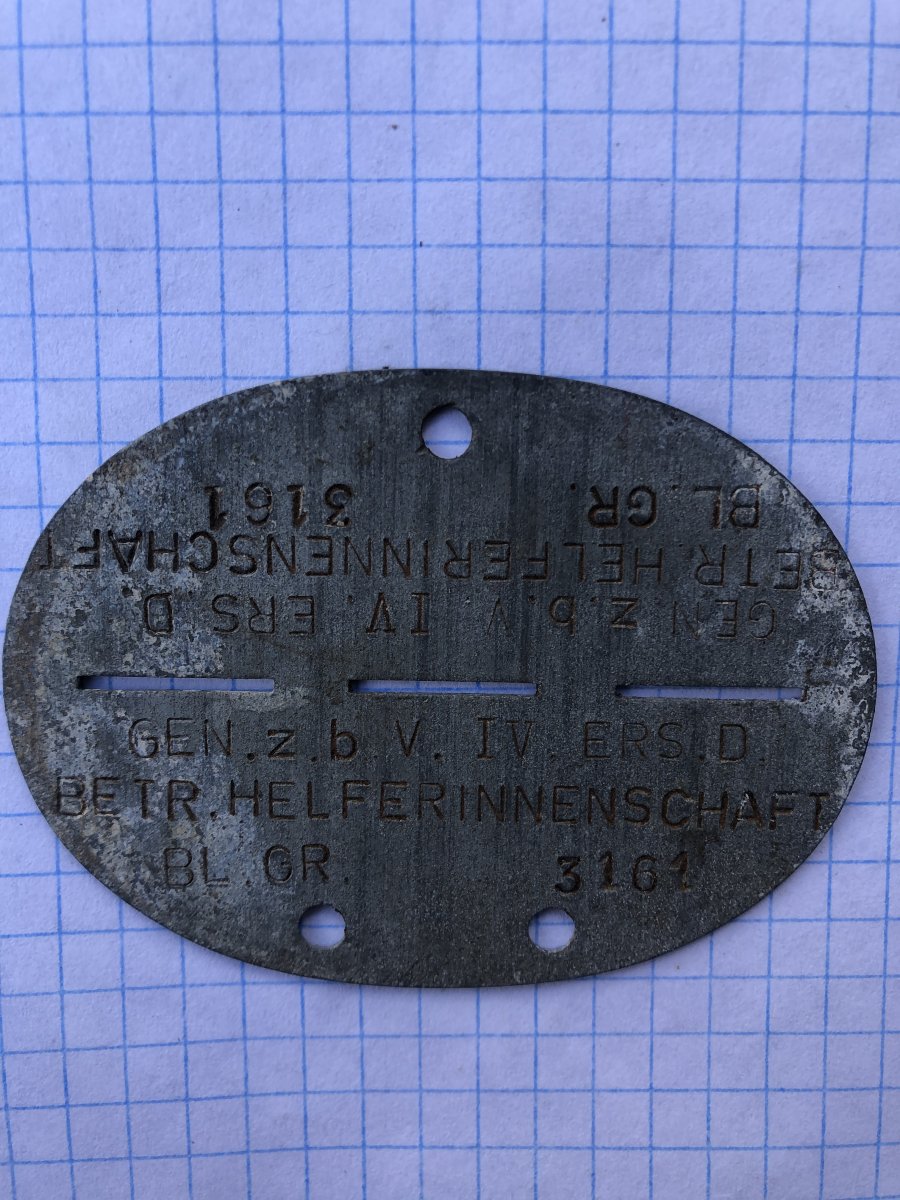 BL. GR. 3161
BETR. HELFERINNENSCHAFT
GEN. z. b. V. IV. ERS. D.
GEN. z. b. V. IV. ERS. D.
BETR. HELFERINNENSCHAFT
BL. GR. 3161